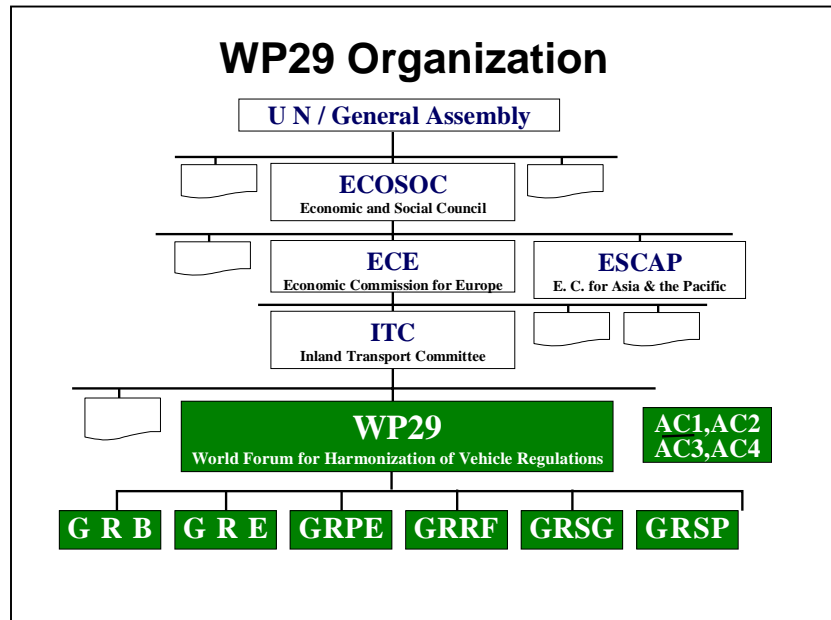 WP29 Organization
U N / General Assembly
ECOSOC
Economic and Social Council
ECE
Economic Commission for Europe
ESCAP
E. C. for Asia & the Pacific
ITC
Inland Transport Committee
WP29
World Forum for Harmonization of Vehicle Regulations
AC1,AC2
AC3,AC4
G R B
G R E
GRPE
GRRF
GRSG
GRSP